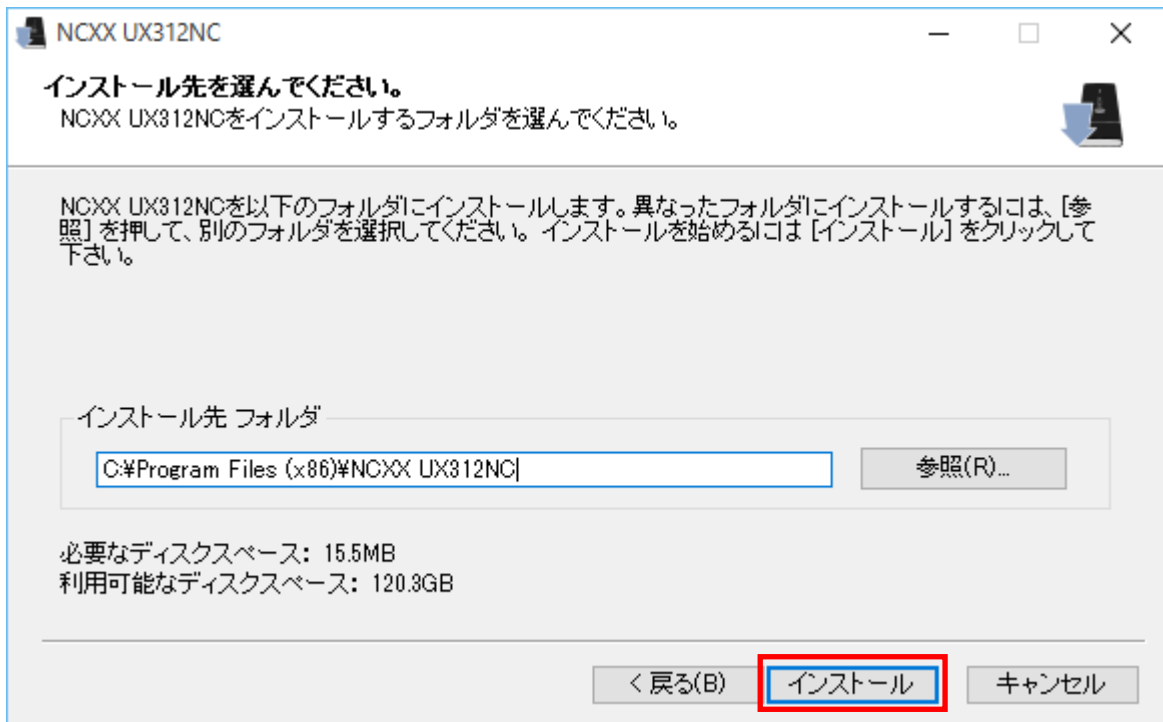 NCXX UX312NC
インストール先を選んでください。
NCXX UX312NCをインストールするフォルダを選んでください。
NCXX UX312NCを以下のフォルダにインストールします。異なったフォルダにインストールするには、[参
照] を押して、別のフォルダを選択してください。インストールを始めるには [インストール] をクリックして
下さい。
インストール先 フォルダ
C:¥Program Files (x86)¥NCXX UX312NC
参照(R)...
必要なディスクスペース: 15.5MB
利用可能なディスクスペース: 120.3GB
< 戻る(B)
インストール
キャンセル